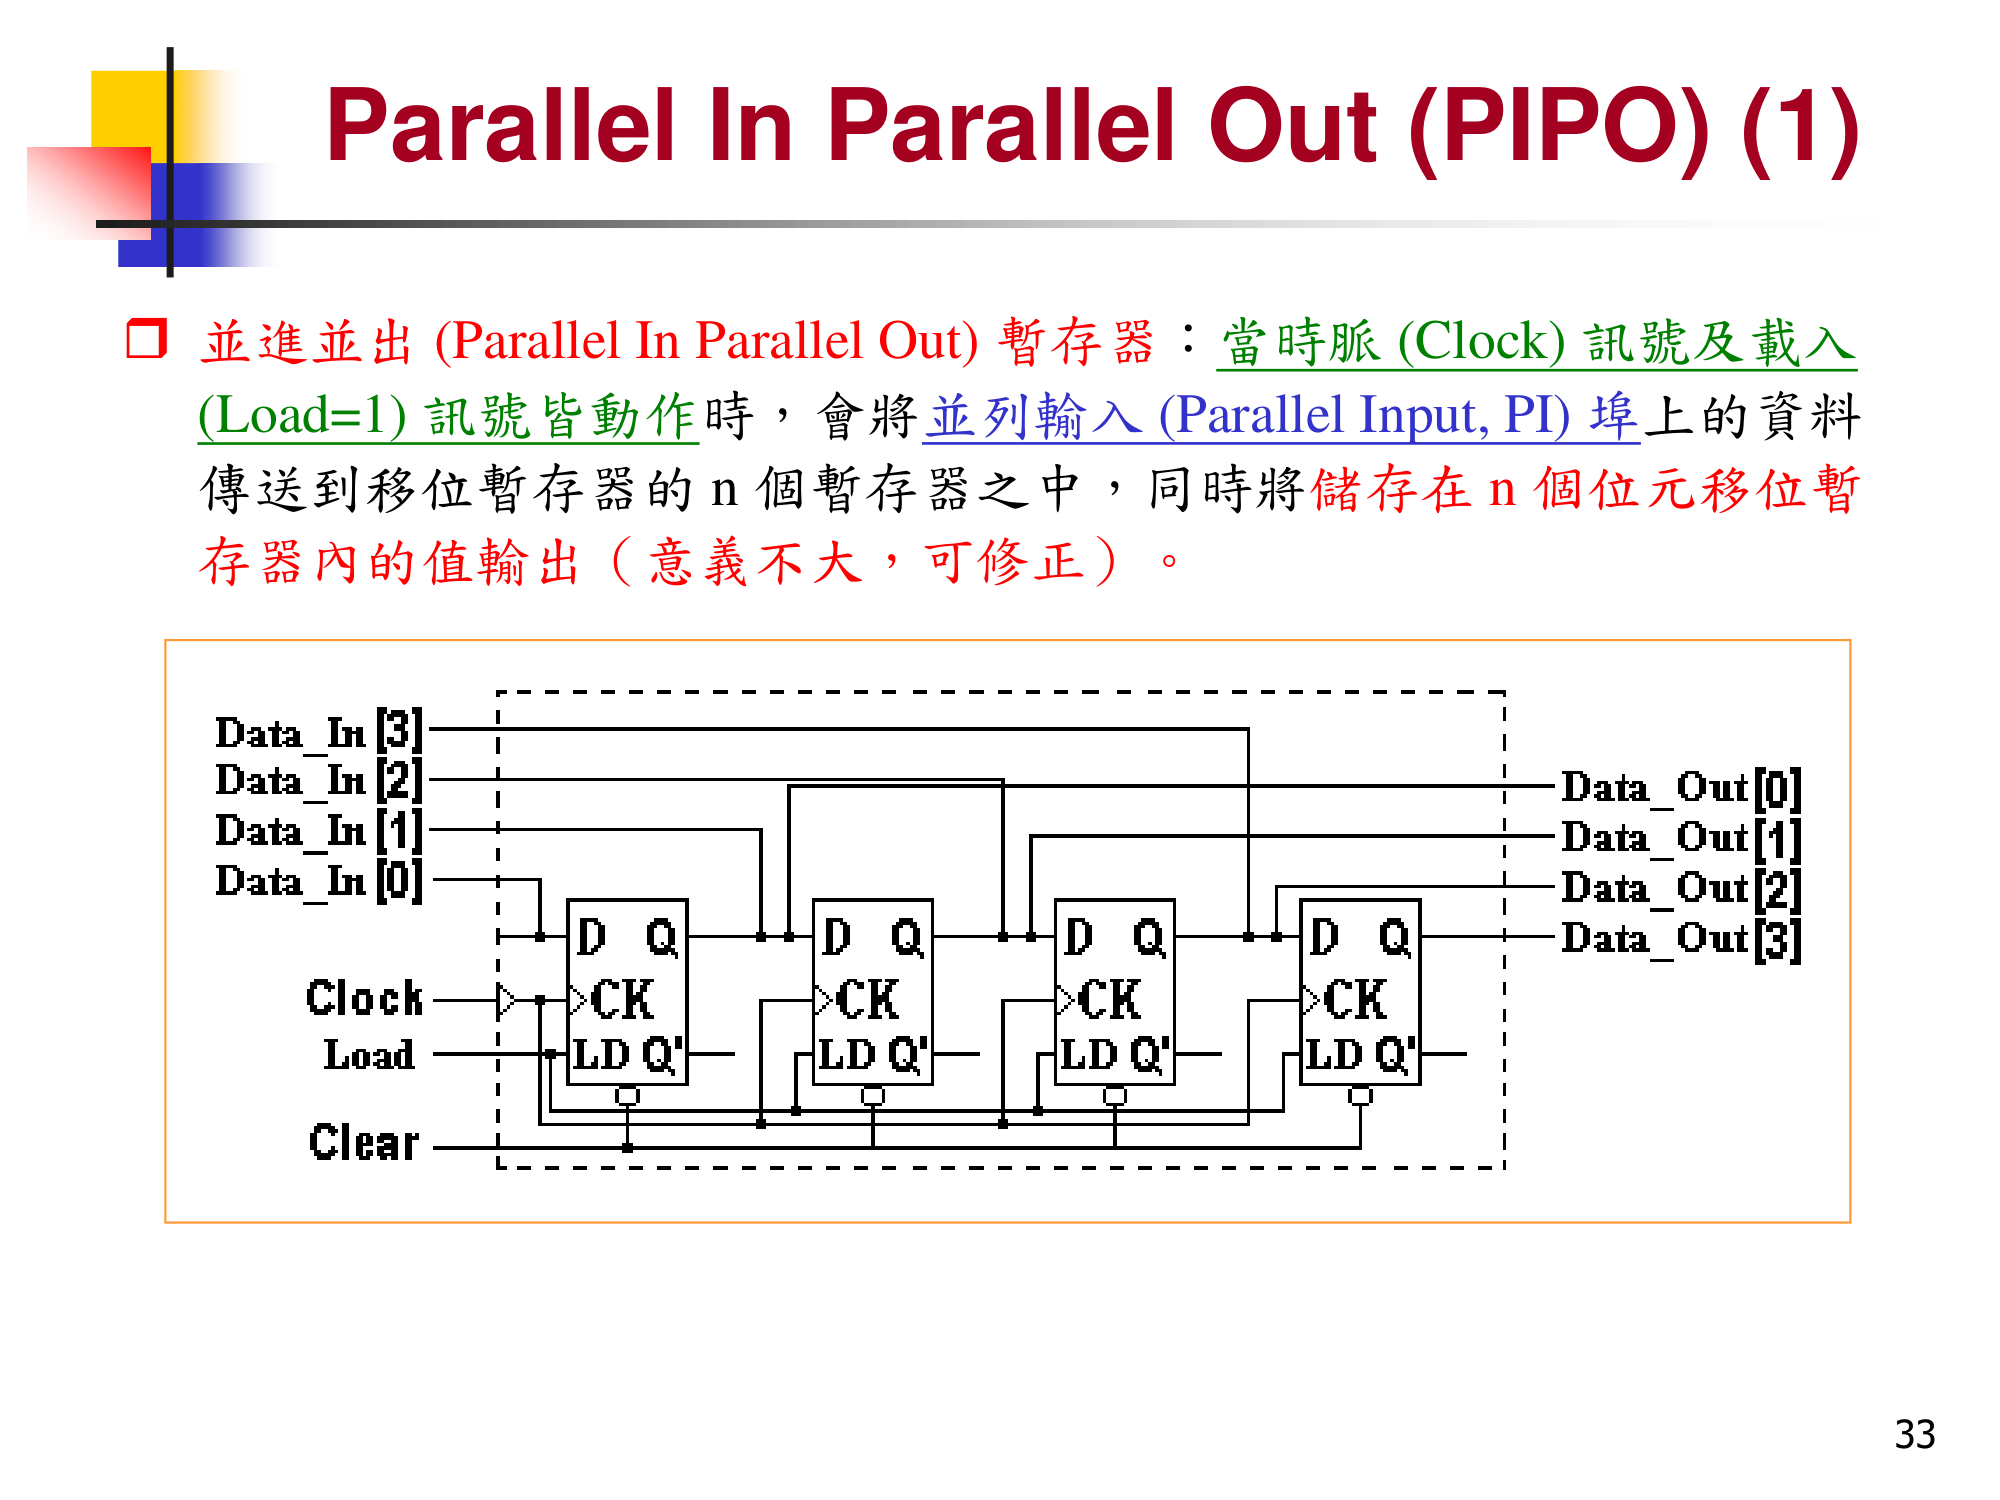 Parallel In Parallel Out (PIPO) (1)
❒ 並進並出 (Parallel In Parallel Out) 暫存器：當時脈 (Clock) 訊號及載入
(Load=1) 訊號皆動作時，會將並列輸入 (Parallel Input, PI) 埠上的資料
傳送到移位暫存器的 n 個暫存器之中，同時將儲存在 n 個位元移位暫
存器內的值輸出（意義不大，可修正）。
Data_In[3]
Data_In[2]
Data_In[1]
Data_In[0]
Clock
Load
Clear
D Q
CK
LD Q'
D Q
CK
LD Q'
D Q
CK
LD Q'
D Q
CK
LD Q'
Data_Out[0]
Data_Out[1]
Data_Out[2]
Data_Out[3]
33